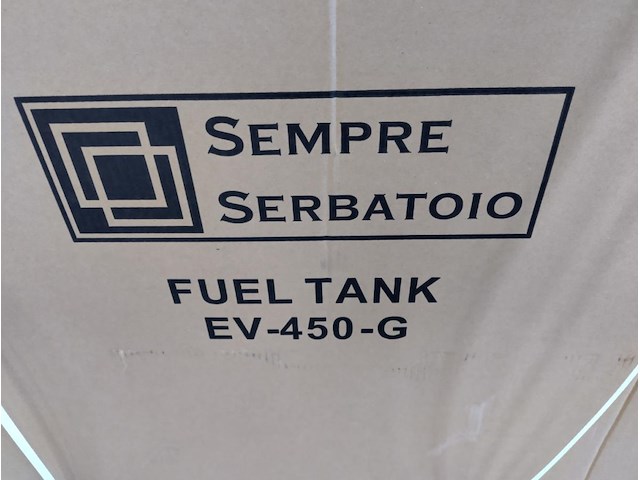 SEMPRE
SERBATOIO
FUEL TANK
EV-450-G